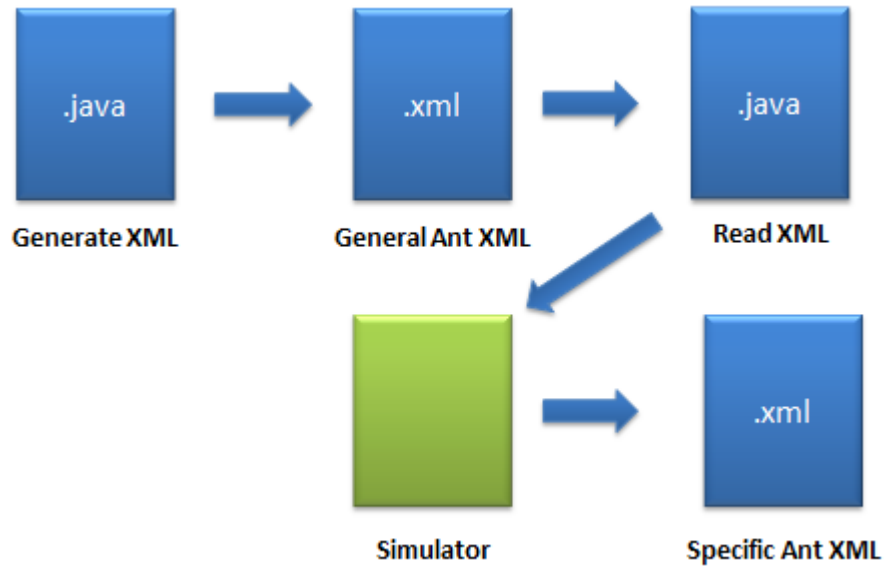 .java
.xml
.java
Generate XML
General Ant XML
Read XML
.xml
Simulator
Specific Ant XML